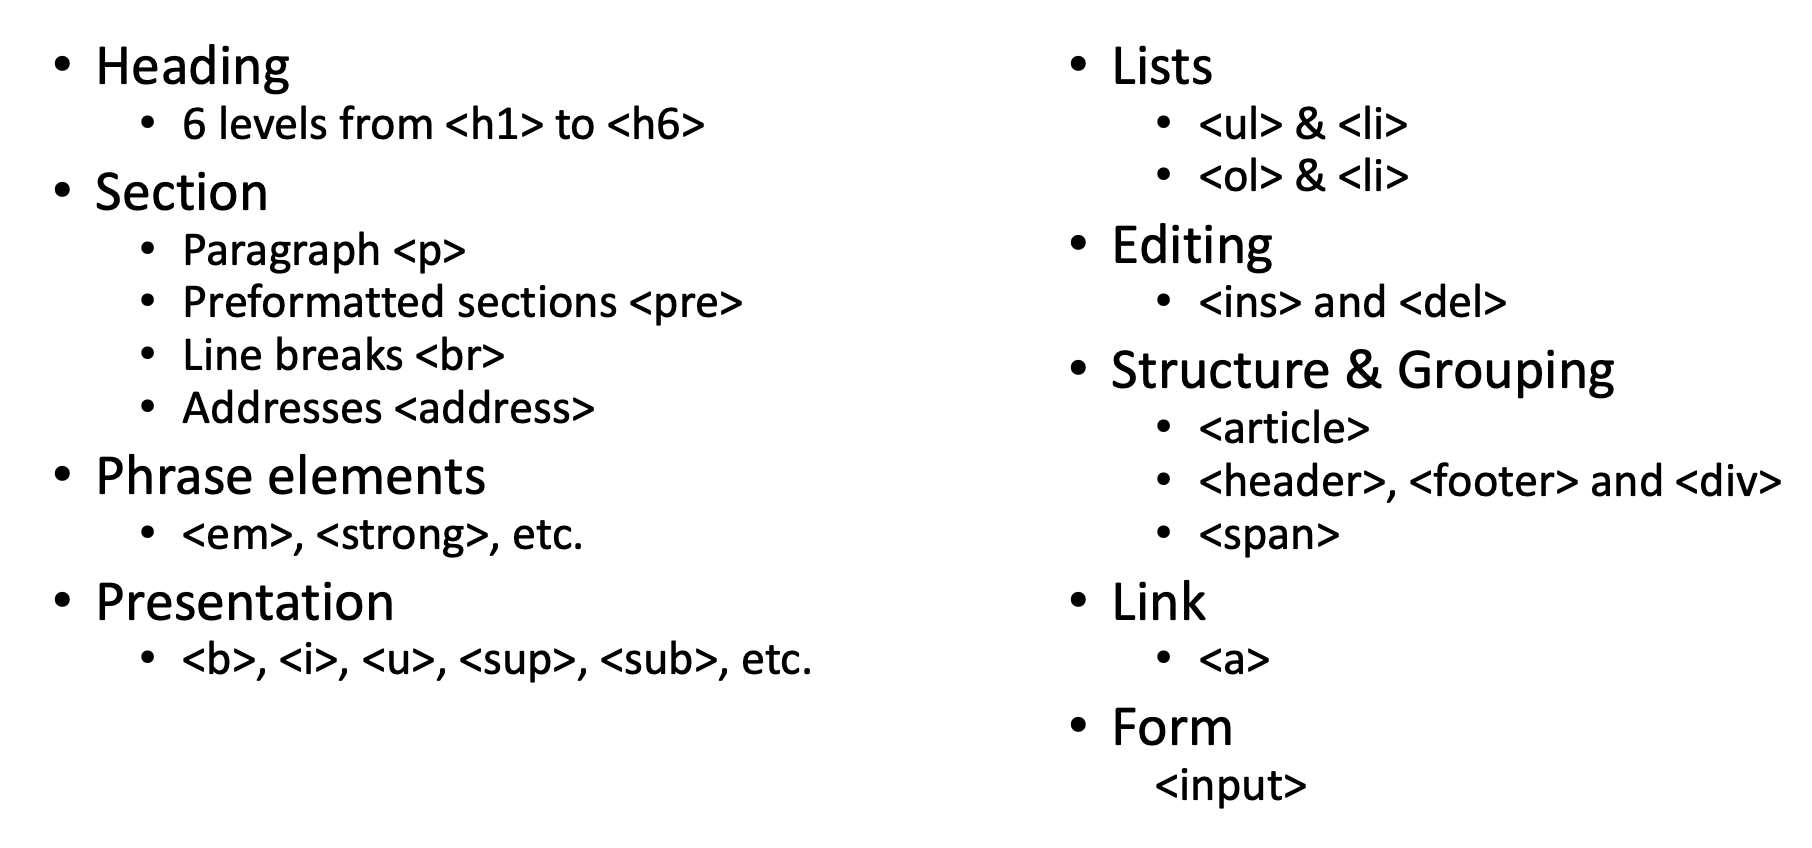 • Heading
• 6 levels from <h1> to <h6>
• Section
• Paragraph <p>
• Preformatted sections <pre>
• Line breaks <br>
• Addresses <address>
• Phrase elements
• <em>, <strong>, etc.
• Presentation
• <b>, <i>, <u>, <sup>, <sub>, etc.
• Lists
• <ul> & <li>
• <ol> & <li>
• Editing
• <ins> and <del>
• Structure & Grouping
• <article>
• <header>, <footer> and <div>
• <span>
• Link
• <a>
• Form
<input>